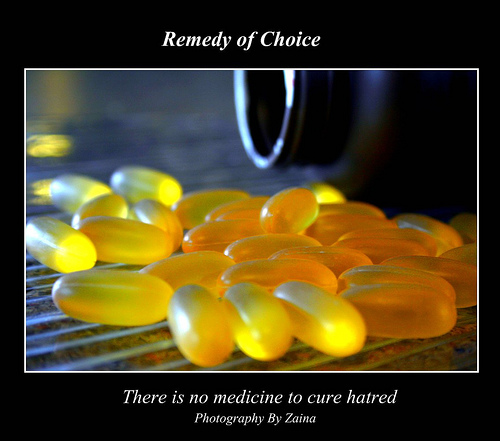 Remedy of Choice
There is no medicine to cure hatred
Photography By Zaina